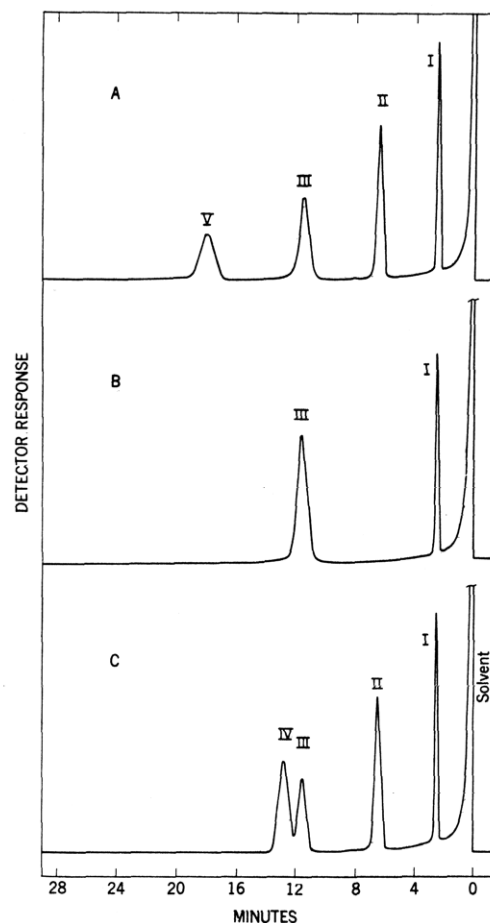 A
V
III
II
I
DETECTOR RESPONSE
B
III
I
C
IV
III
II
I
Solvent
28 24 20 16 12 8 4 0
MINUTES